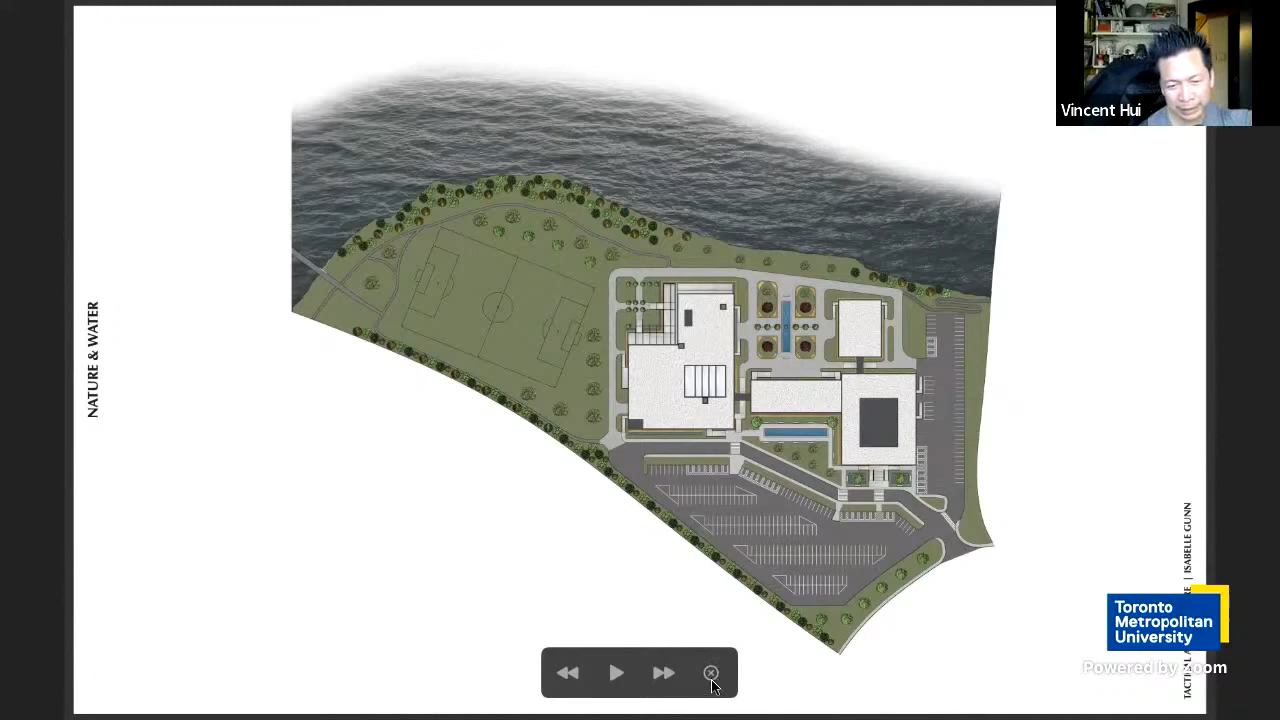 Vincent Hui
NATURE & WATER
| ISABELLE GUNN
Toronto
Metropolitan
University
Powered by Zoom